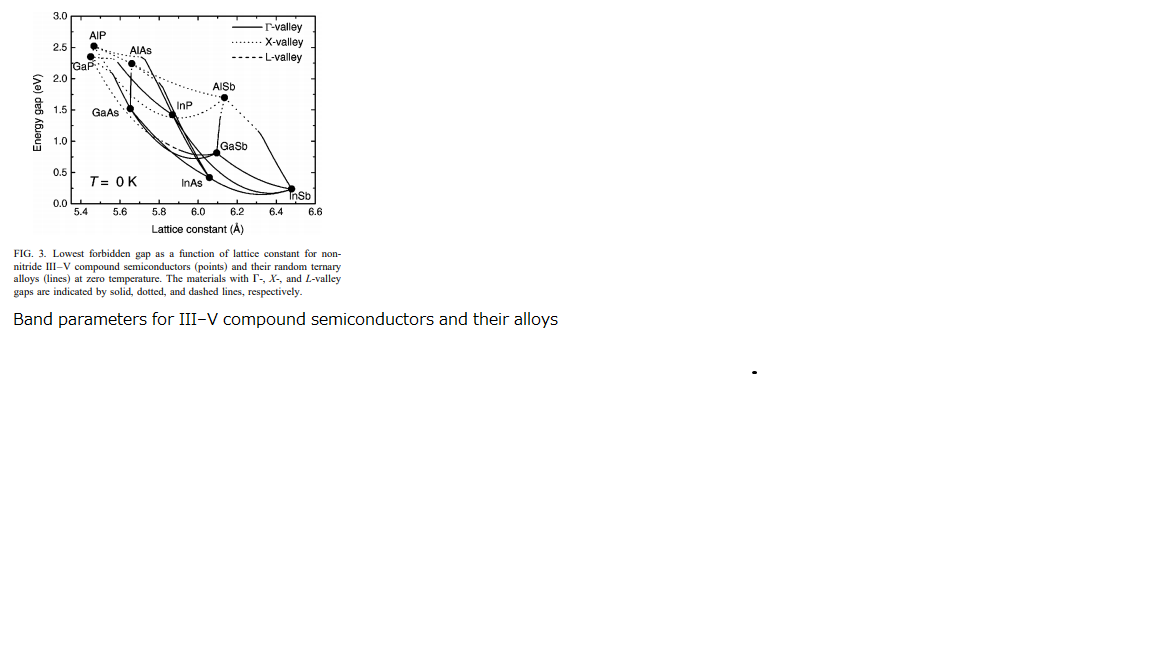 3.0
2.5
2.0
1.5
1.0
0.5
0.0
Energy gap (eV)
AlP
GaP
AlAs
GaAs
InP
AlSb
GaSb
InAs
InSb
Γ-valley
X-valley
L-valley
T= 0 K
5.4 5.6 5.8 6.0 6.2 6.4 6.6
Lattice constant (Å)
FIG. 3. Lowest forbidden gap as a function of lattice constant for non-
nitride III–V compound semiconductors (points) and their random ternary
alloys (lines) at zero temperature. The materials with Γ-, X-, and L-valley
gaps are indicated by solid, dotted, and dashed lines, respectively.
Band parameters for III–V compound semiconductors and their alloys